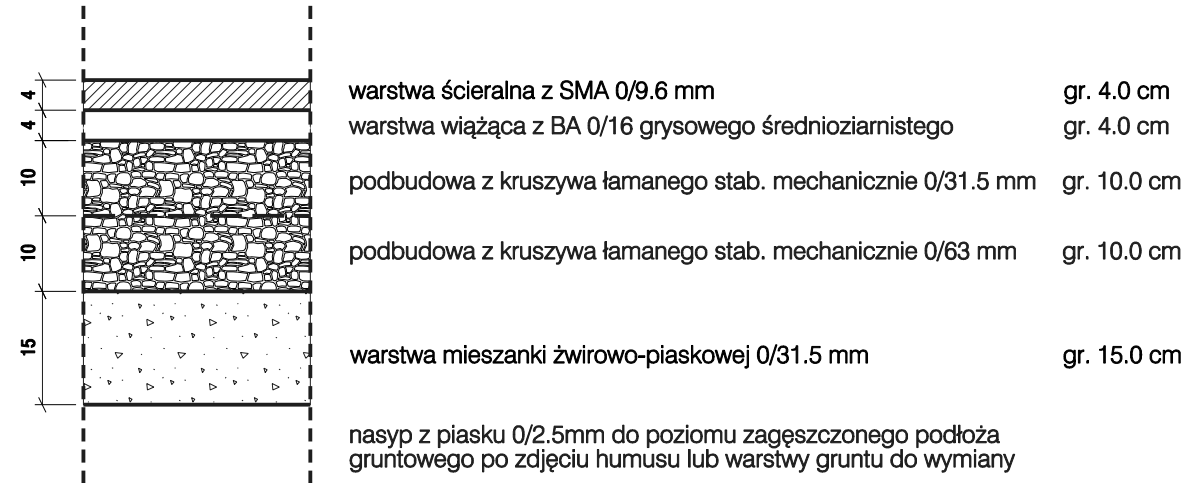 4 warstwa ścieralna z SMA 0/9.6 mm gr. 4.0 cm
4 warstwa wiążąca z BA 0/16 grysowego średnioziarnistego gr. 4.0 cm
10 podbudowa z kruszywa łamanego stab. mechanicznie 0/31.5 mm gr. 10.0 cm
10 podbudowa z kruszywa łamanego stab. mechanicznie 0/63 mm gr. 10.0 cm
15 warstwa mieszanki żwirowo-piaskowej 0/31.5 mm gr. 15.0 cm
nasyp z piasku 0/2.5mm do poziomu zagęszczonego podłoża
gruntowego po zdjęciu humusu lub warstwy gruntu do wymiany